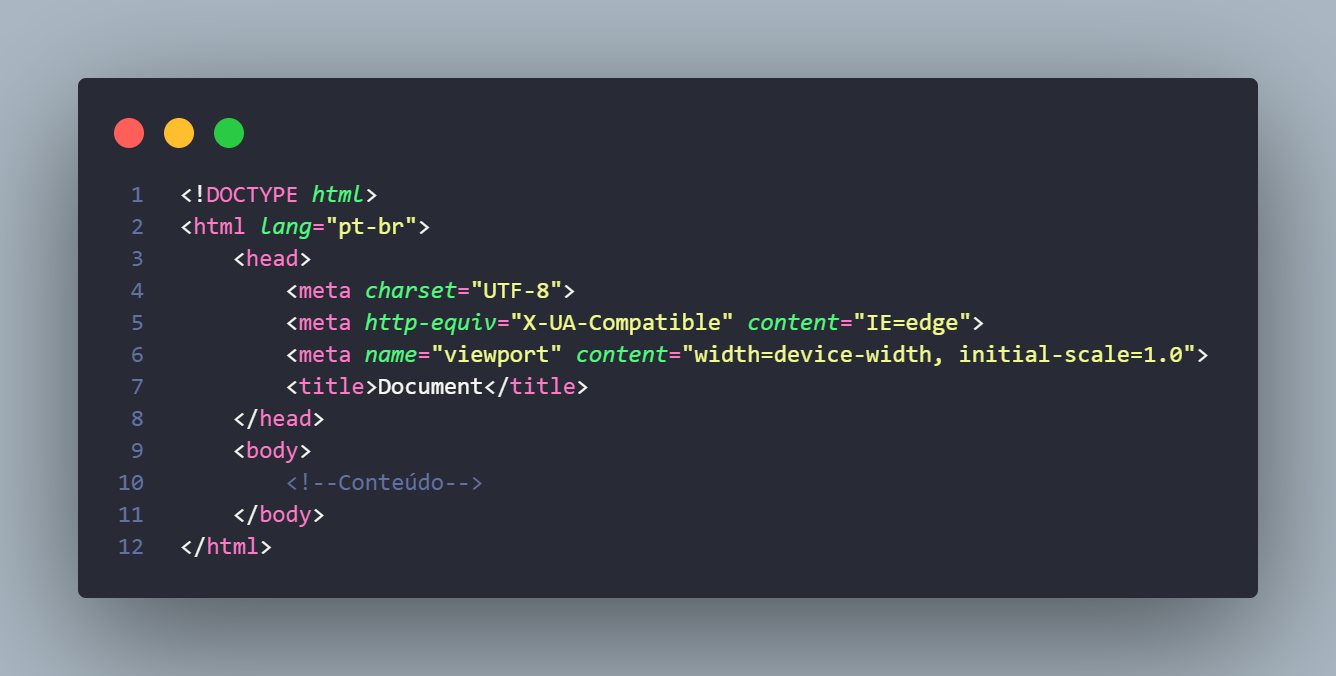 1 <!DOCTYPE html>
2 <html lang="pt-br">
3     <head>
4         <meta charset="UTF-8">
5         <meta http-equiv="X-UA-Compatible" content="IE=edge">
6         <meta name="viewport" content="width=device-width, initial-scale=1.0">
7         <title>Document</title>
8     </head>
9     <body>
10         <!--Conteúdo-->
11     </body>
12 </html>